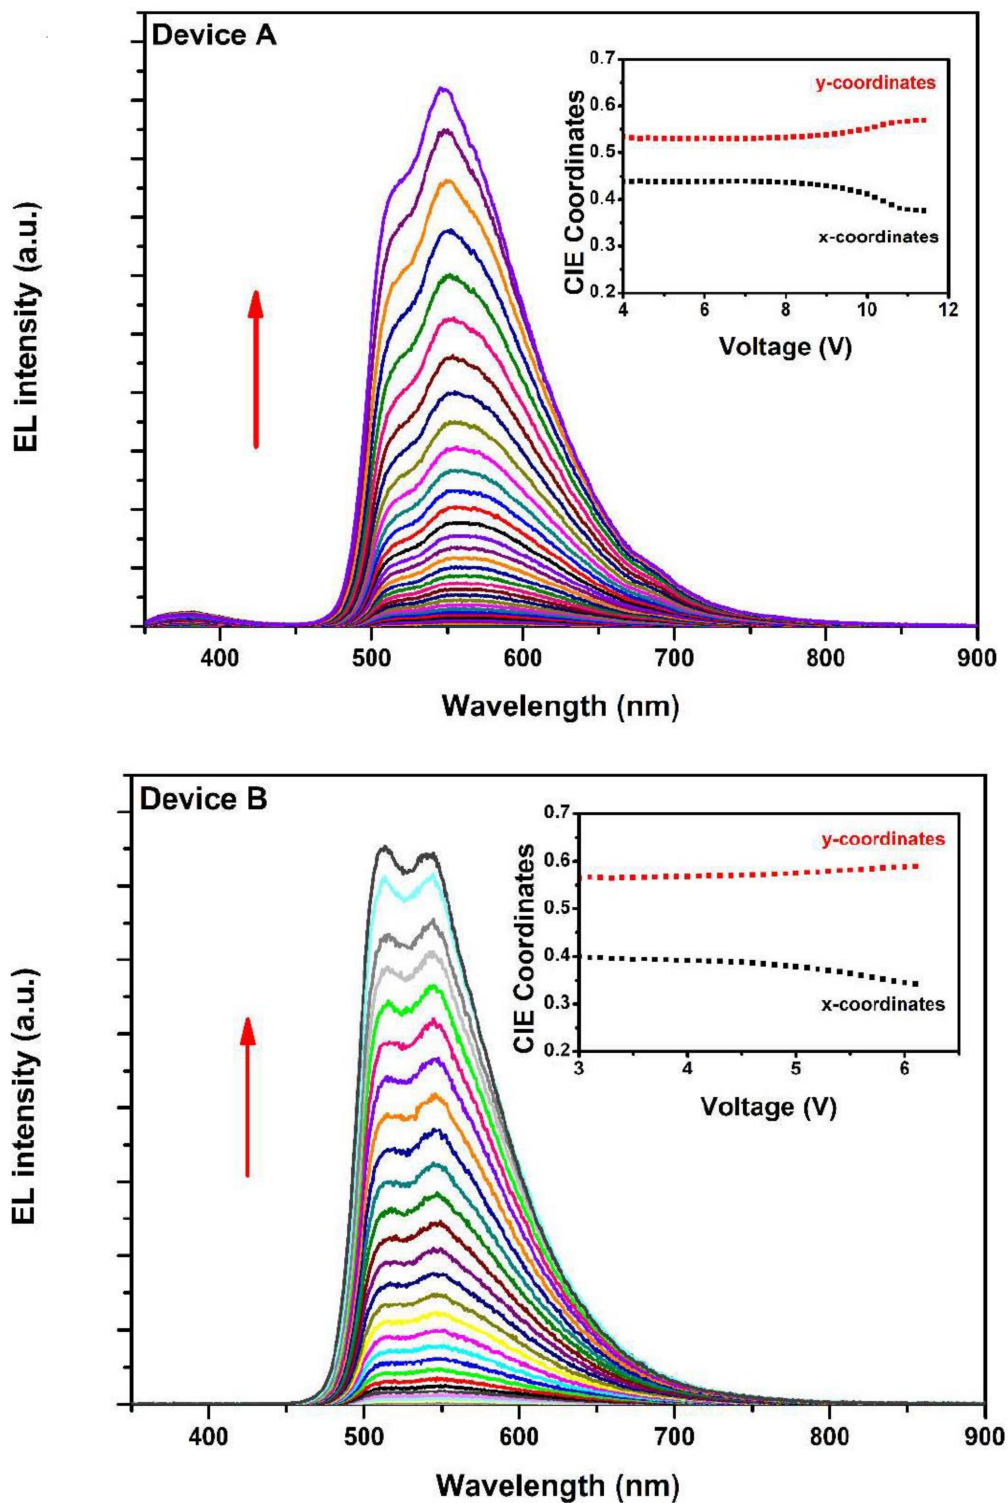 Device A
EL intensity (a.u.)
0.7
0.6
0.5
0.4
0.3
0.2
CIE Coordinates
y-coordinates
x-coordinates
4 6 8 10 12
Voltage (V)
400 500 600 700 800 900
Wavelength (nm)
Device B
EL intensity (a.u.)
0.7
0.6
0.5
0.4
0.3
0.2
CIE Coordinates
y-coordinates
x-coordinates
3 4 5 6
Voltage (V)
400 500 600 700 800 900
Wavelength (nm)